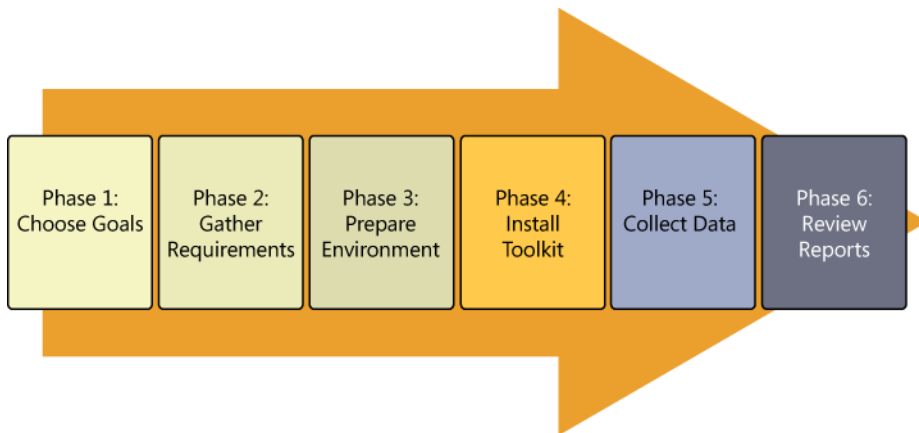 Phase 1:
Choose Goals
Phase 2:
Gather
Requirements
Phase 3:
Prepare
Environment
Phase 4:
Install
Toolkit
Phase 5:
Collect Data
Phase 6:
Review
Reports